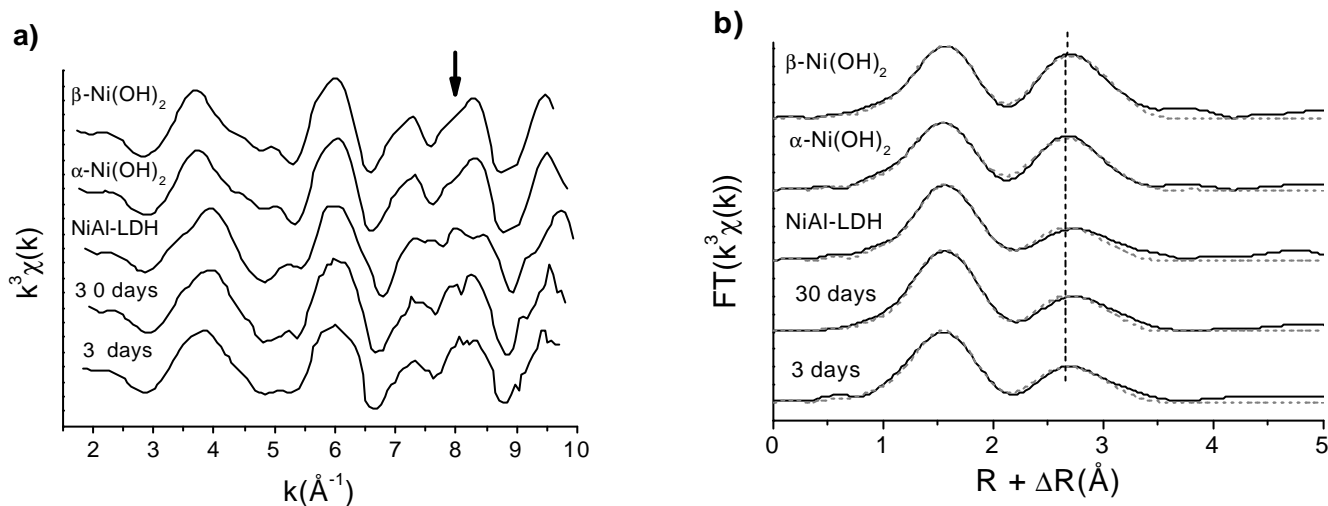 a)
β-Ni(OH)₂
α-Ni(OH)₂
NiAl-LDH
3 0 days
3 days
k³χ(k)
2 3 4 5 6 7 8 9 10
k(Å⁻¹)
b)
β-Ni(OH)₂
α-Ni(OH)₂
NiAl-LDH
30 days
3 days
FT(k³χ(k))
0 1 2 3 4 5
R + ΔR(Å)